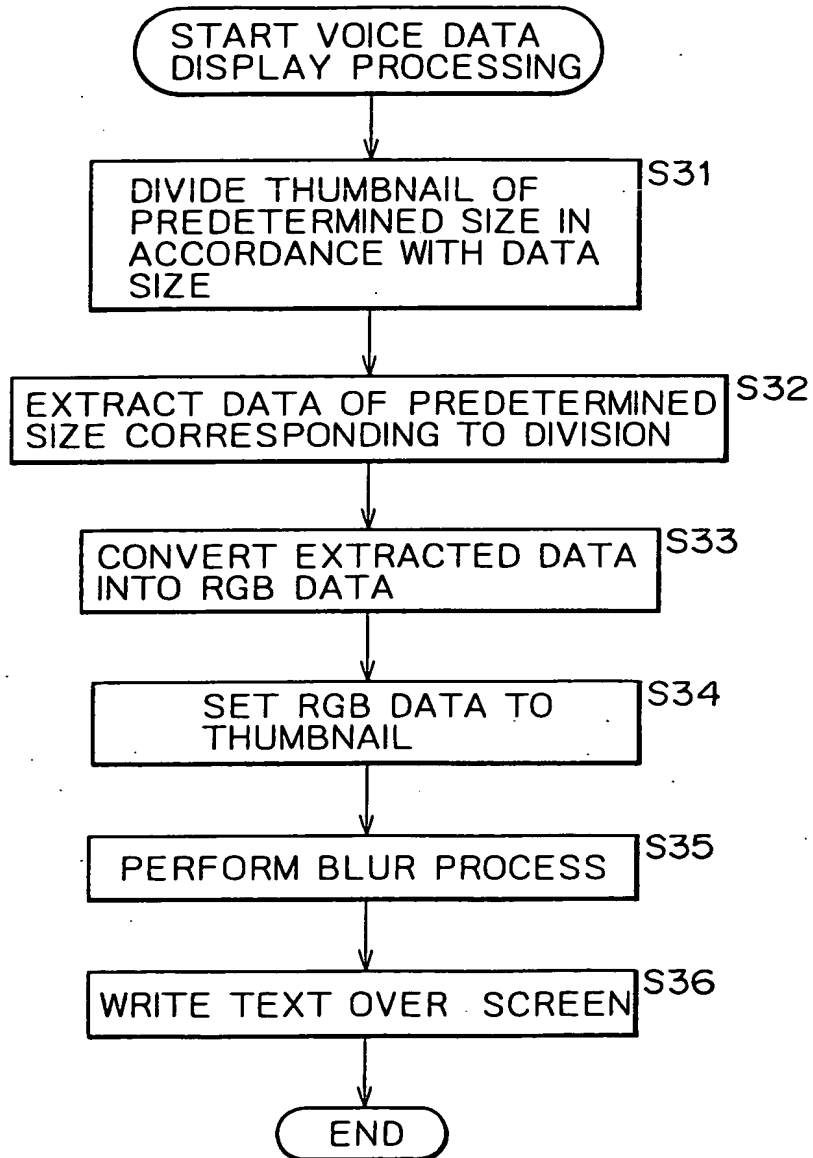 START VOICE DATA
DISPLAY PROCESSING
S31
DIVIDE THUMBNAIL OF
PREDETERMINED SIZE IN
ACCORDANCE WITH DATA
SIZE
S32
EXTRACT DATA OF PREDETERMINED
SIZE CORRESPONDING TO DIVISION
S33
CONVERT EXTRACTED DATA
INTO RGB DATA
S34
SET RGB DATA TO
THUMBNAIL
S35
PERFORM BLUR PROCESS
S36
WRITE TEXT OVER SCREEN
END